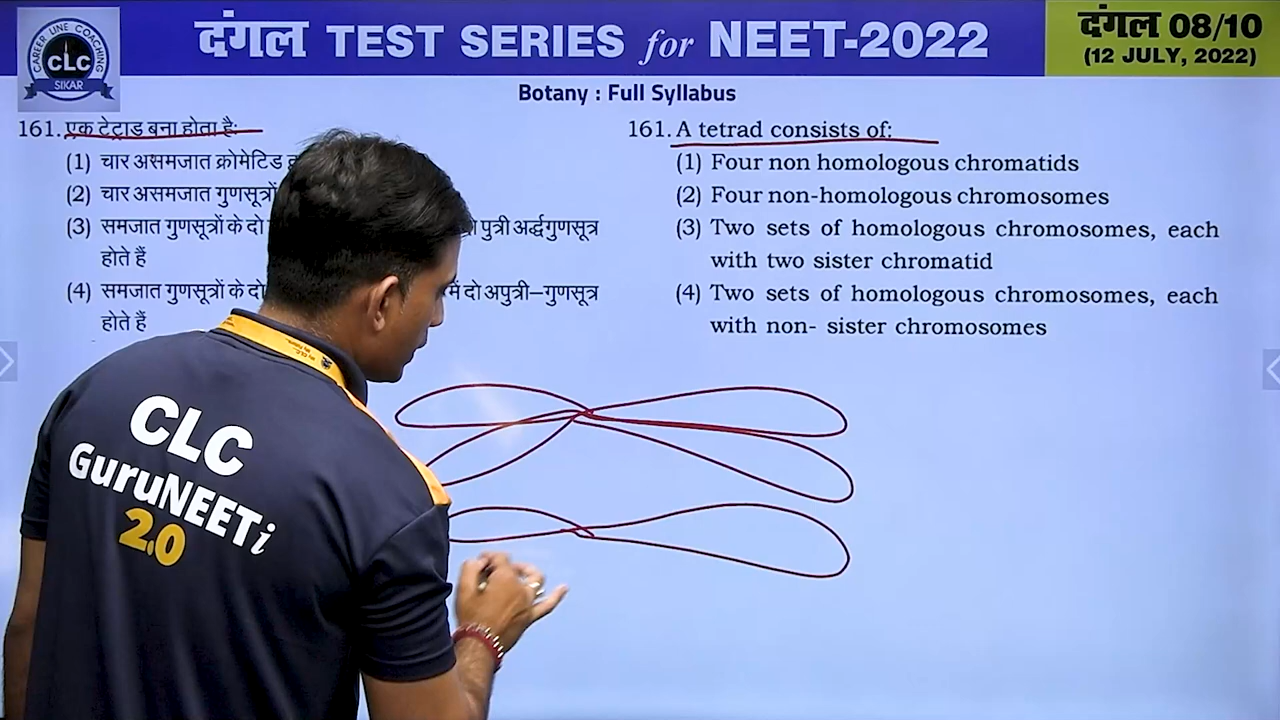 दंगल TEST SERIES for NEET-2022
दंगल 08/10
(12 JULY, 2022)
CAREER LINE COACHING
CLC
SIKAR
Botany : Full Syllabus
161. एक टेट्राड बना होता है:
(1) चार असमजात क्रोमेटिड
(2) चार असमजात गुणसूत्रों
(3) समजात गुणसूत्रों के दो पुत्री अर्द्धगुणसूत्र
होते हैं
(4) समजात गुणसूत्रों के दो में दो अपुत्री–गुणसूत्र
होते हैं
161. A tetrad consists of:
(1) Four non homologous chromatids
(2) Four non-homologous chromosomes
(3) Two sets of homologous chromosomes, each
with two sister chromatid
(4) Two sets of homologous chromosomes, each
with non- sister chromosomes
CLC
GuruNEETi
2.0